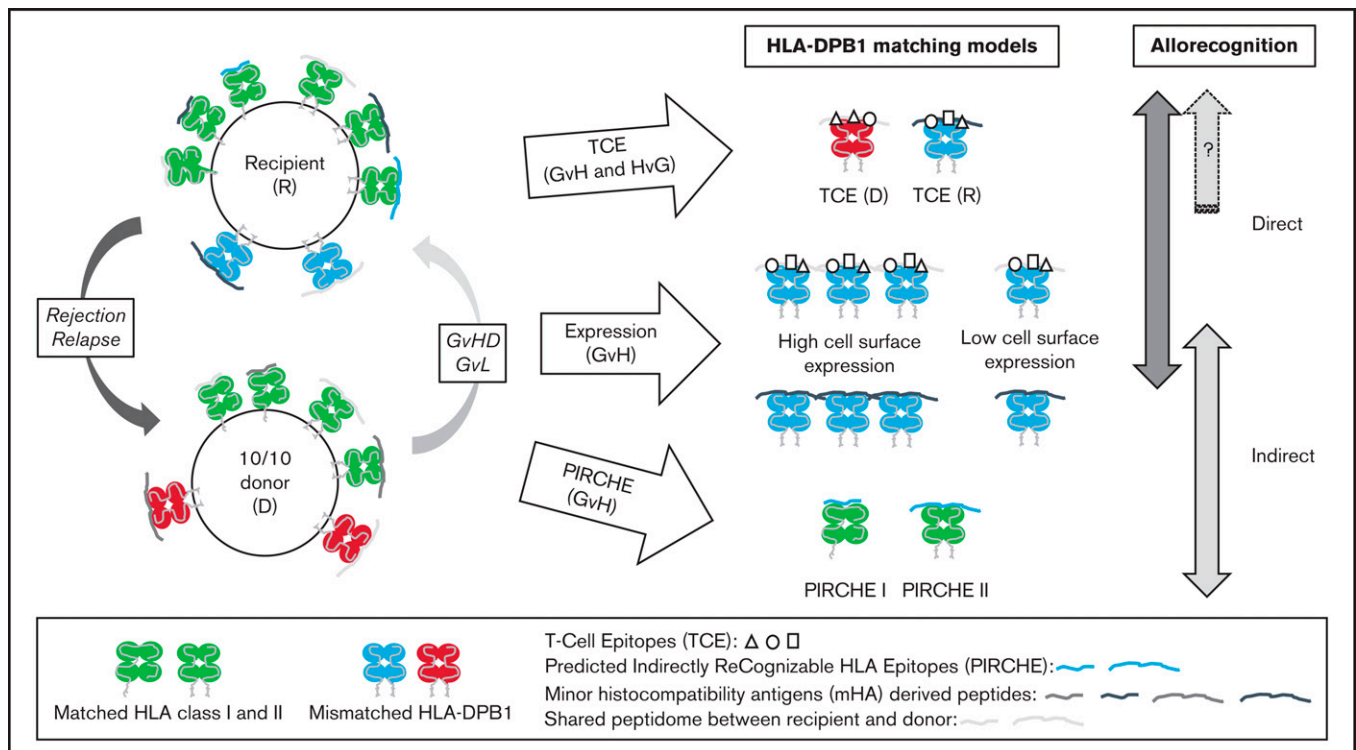 HLA-DPB1 matching models
Allorecognition
Recipient
(R)
TCE
(GvH and HvG)
TCE (D)
TCE (R)
?
Direct
Rejection
Relapse
GvHD
GvL
Expression
(GvH)
High cell surface
expression
Low cell surface
expression
10/10
donor
(D)
PIRCHE
(GvH)
Indirect
PIRCHE I
PIRCHE II
Matched HLA class I and II
Mismatched HLA-DPB1
T-Cell Epitopes (TCE):
Predicted Indirectly ReCognizable HLA Epitopes (PIRCHE):
Minor histocompatibility antigens (mHA) derived peptides:
Shared peptidome between recipient and donor: